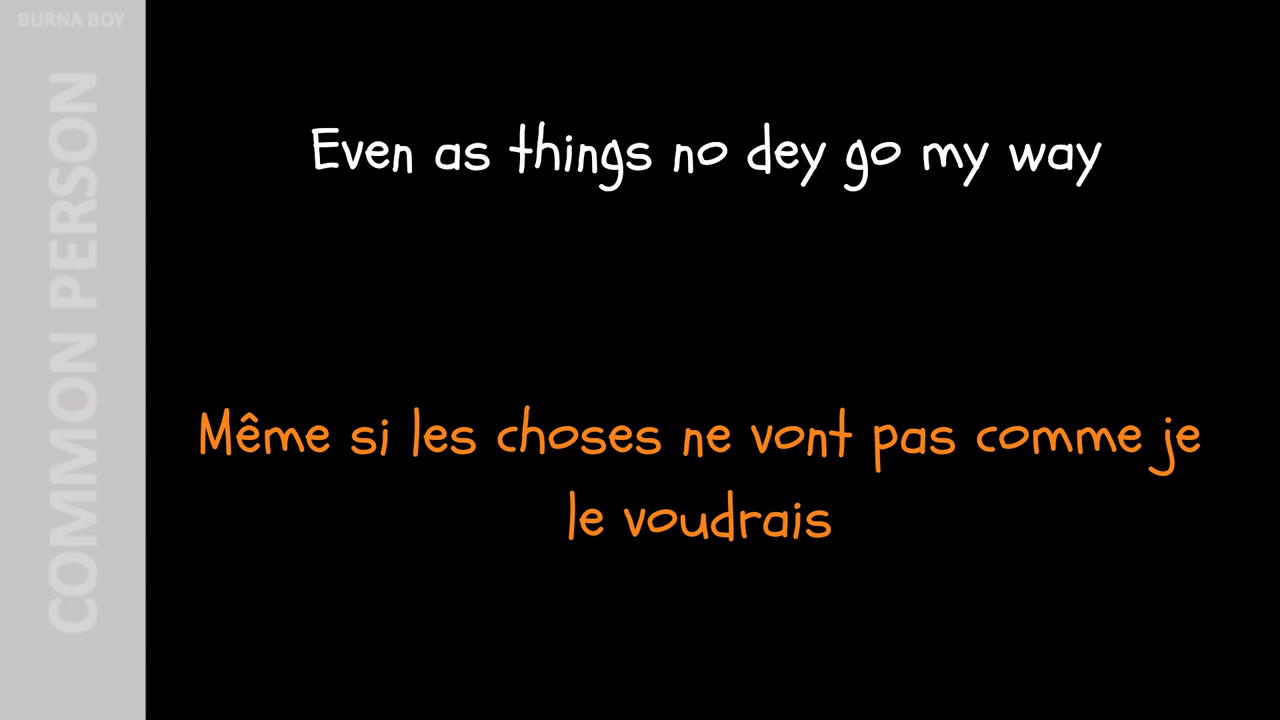 BURNA BOY
COMMON PERSON
Even as things no dey go my way
Même si les choses ne vont pas comme je
le voudrais